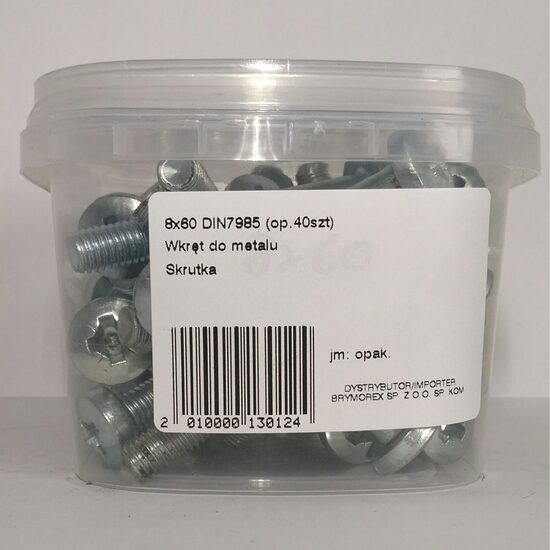 8x60 DIN7985 (op.40szt)
Wkręt do metalu
Skrutka
8x60
jm: opak.
DYSTRYBUTOR/IMPORTER
BRYMOREX SP. Z O.O. SP. KOM
2 010000 130124